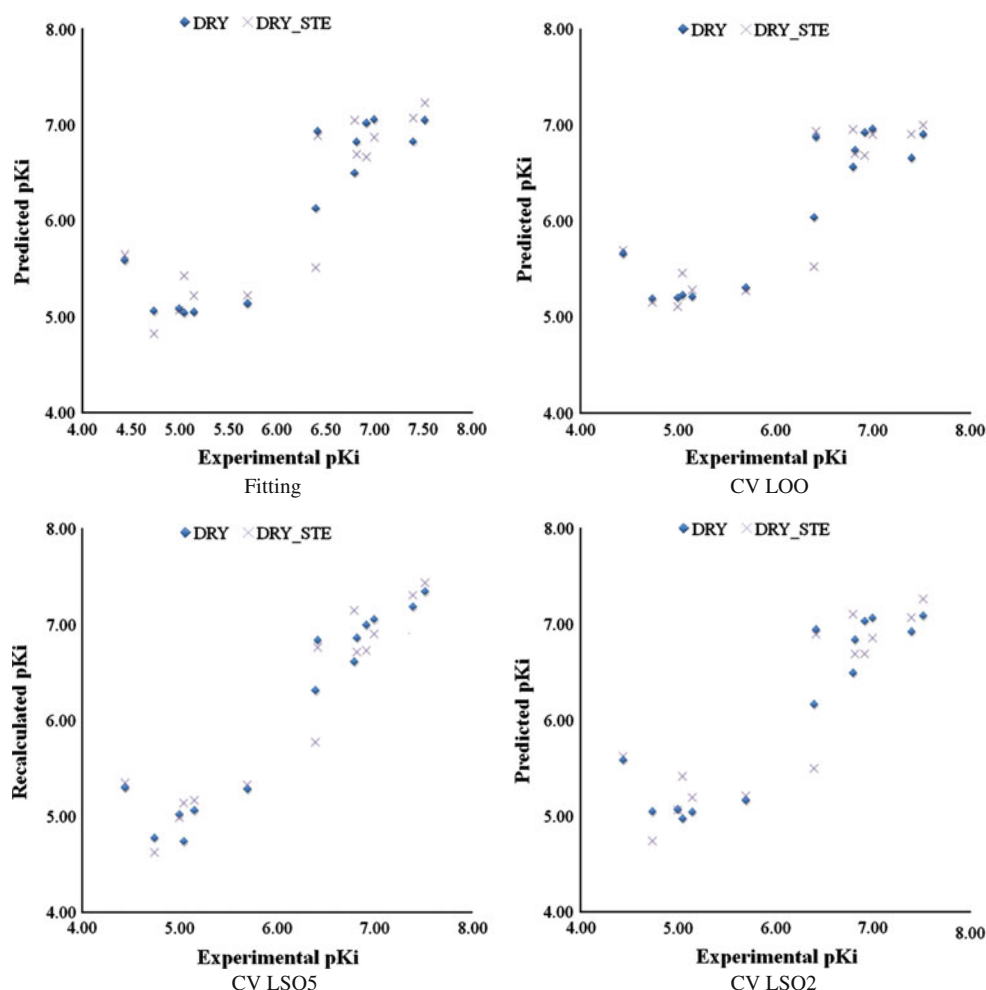 DRY DRY_STE
8.00
7.00
6.00
5.00
4.00
Predicted pKi
4.00 4.50 5.00 5.50 6.00 6.50 7.00 7.50 8.00
Experimental pKi
Fitting
DRY DRY_STE
8.00
7.00
6.00
5.00
4.00
Predicted pKi
4.00 5.00 6.00 7.00 8.00
Experimental pKi
CV LOO
DRY DRY_STE
8.00
7.00
6.00
5.00
4.00
Recalculated pKi
4.00 5.00 6.00 7.00 8.00
Experimental pKi
CV LSO5
DRY DRY_STE
8.00
7.00
6.00
5.00
4.00
Predicted pKi
4.00 5.00 6.00 7.00 8.00
Experimental pKi
CV LSO2